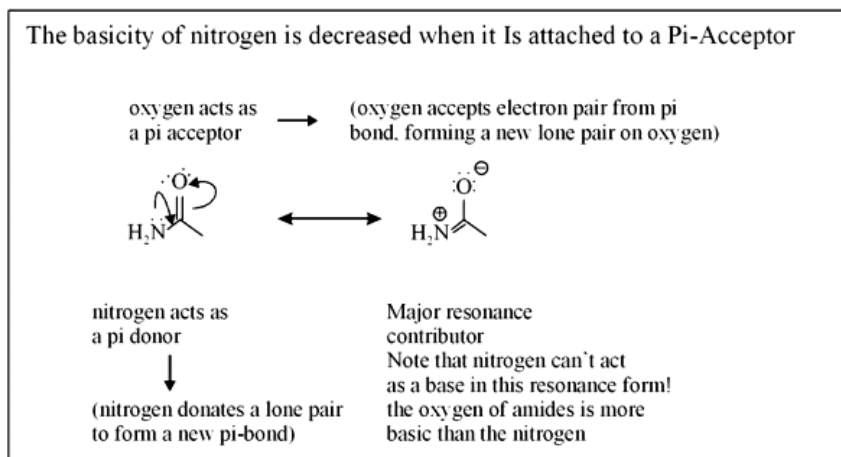 The basicity of nitrogen is decreased when it Is attached to a Pi-Acceptor
oxygen acts as
a pi acceptor
(oxygen accepts electron pair from pi
bond, forming a new lone pair on oxygen)
O
H₂N
⊖
O
⊕
H₂N
nitrogen acts as
a pi donor
(nitrogen donates a lone pair
to form a new pi-bond)
Major resonance
contributor
Note that nitrogen can`t act
as a base in this resonance form!
the oxygen of amides is more
basic than the nitrogen